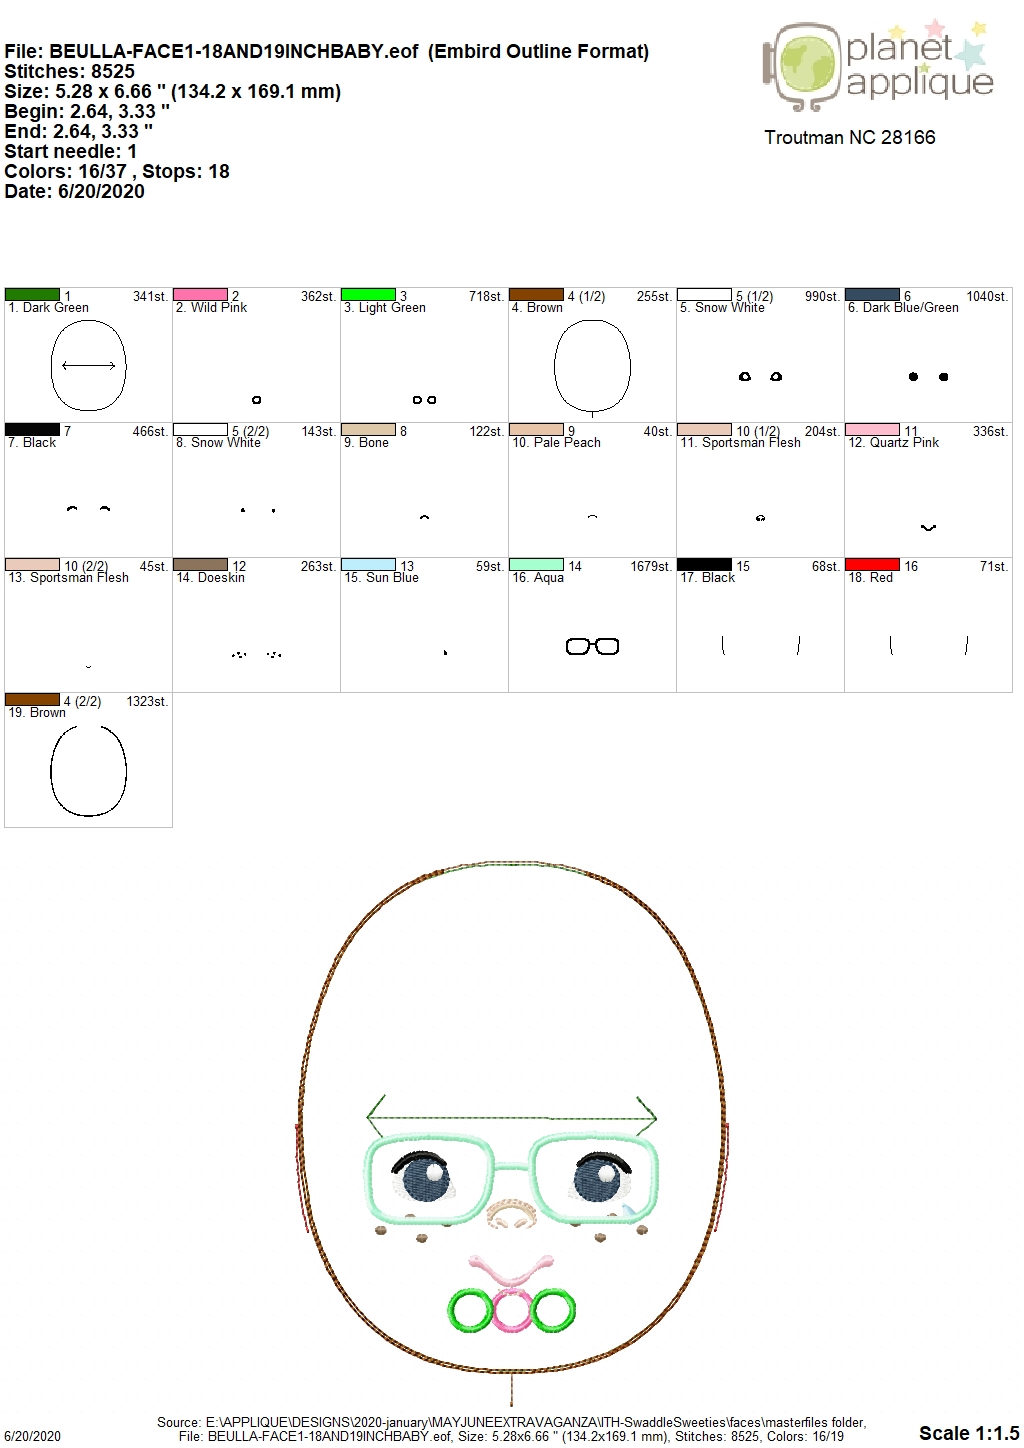 File: BEULLA-FACE1-18AND19INCHBABY.eof  (Embird Outline Format)
Stitches: 8525
Size: 5.28 x 6.66 " (134.2 x 169.1 mm)
Begin: 2.64, 3.33 "
End: 2.64, 3.33 "
Start needle: 1
Colors: 16/37 , Stops: 18
Date: 6/20/2020
planet
applique
Troutman NC 28166
1 341st.
1. Dark Green
2 362st.
2. Wild Pink
3 718st.
3. Light Green
4 (1/2) 255st.
4. Brown
5 (1/2) 990st.
5. Snow White
6 1040st.
6. Dark Blue/Green
7 466st.
7. Black
5 (2/2) 143st.
8. Snow White
8 122st.
9. Bone
9 40st.
10. Pale Peach
10 (1/2) 204st.
11. Sportsman Flesh
11 336st.
12. Quartz Pink
10 (2/2) 45st.
13. Sportsman Flesh
12 263st.
14. Doeskin
13 59st.
15. Sun Blue
14 1679st.
16. Aqua
15 68st.
17. Black
16 71st.
18. Red
4 (2/2) 1323st.
19. Brown
Source: E:\APPLIQUE\DESIGNS\2020-january\MAYJUNEEXTRAVAGANZA\ITH-SwaddleSweeties\faces\masterfiles folder,
6/20/2020 File: BEULLA-FACE1-18AND19INCHBABY.eof, Size: 5.28x6.66 " (134.2x169.1 mm), Stitches: 8525, Colors: 16/19 Scale 1:1.5